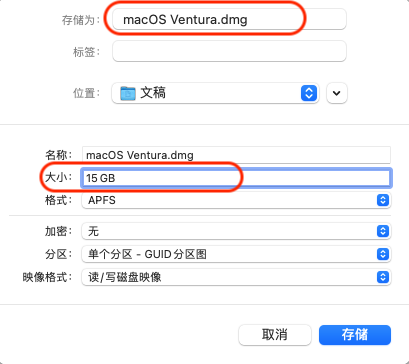 存储为: macOS Ventura.dmg
标签:
位置: 文稿
名称: macOS Ventura.dmg
大小: 15 GB
格式: APFS
加密: 无
分区: 单个分区 - GUID分区图
映像格式: 读/写磁盘映像
取消 存储